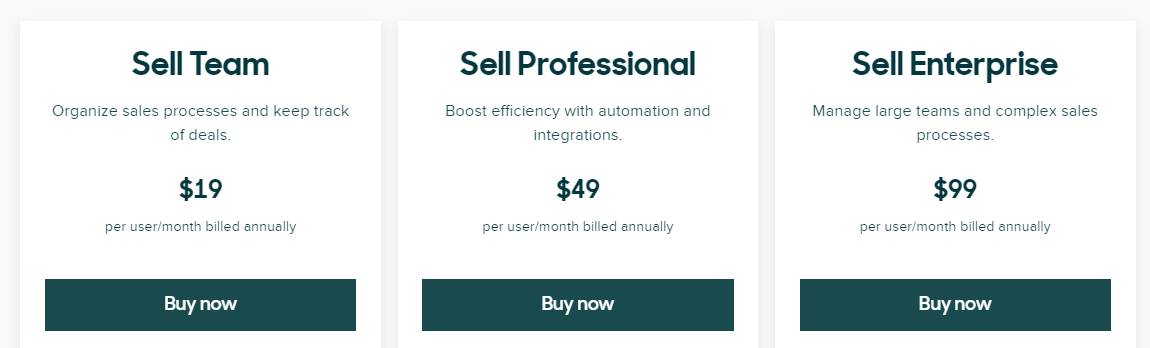 Sell Team
Organize sales processes and keep track
of deals.
$19
per user/month billed annually
Buy now
Sell Professional
Boost efficiency with automation and
integrations.
$49
per user/month billed annually
Buy now
Sell Enterprise
Manage large teams and complex sales
processes.
$99
per user/month billed annually
Buy now